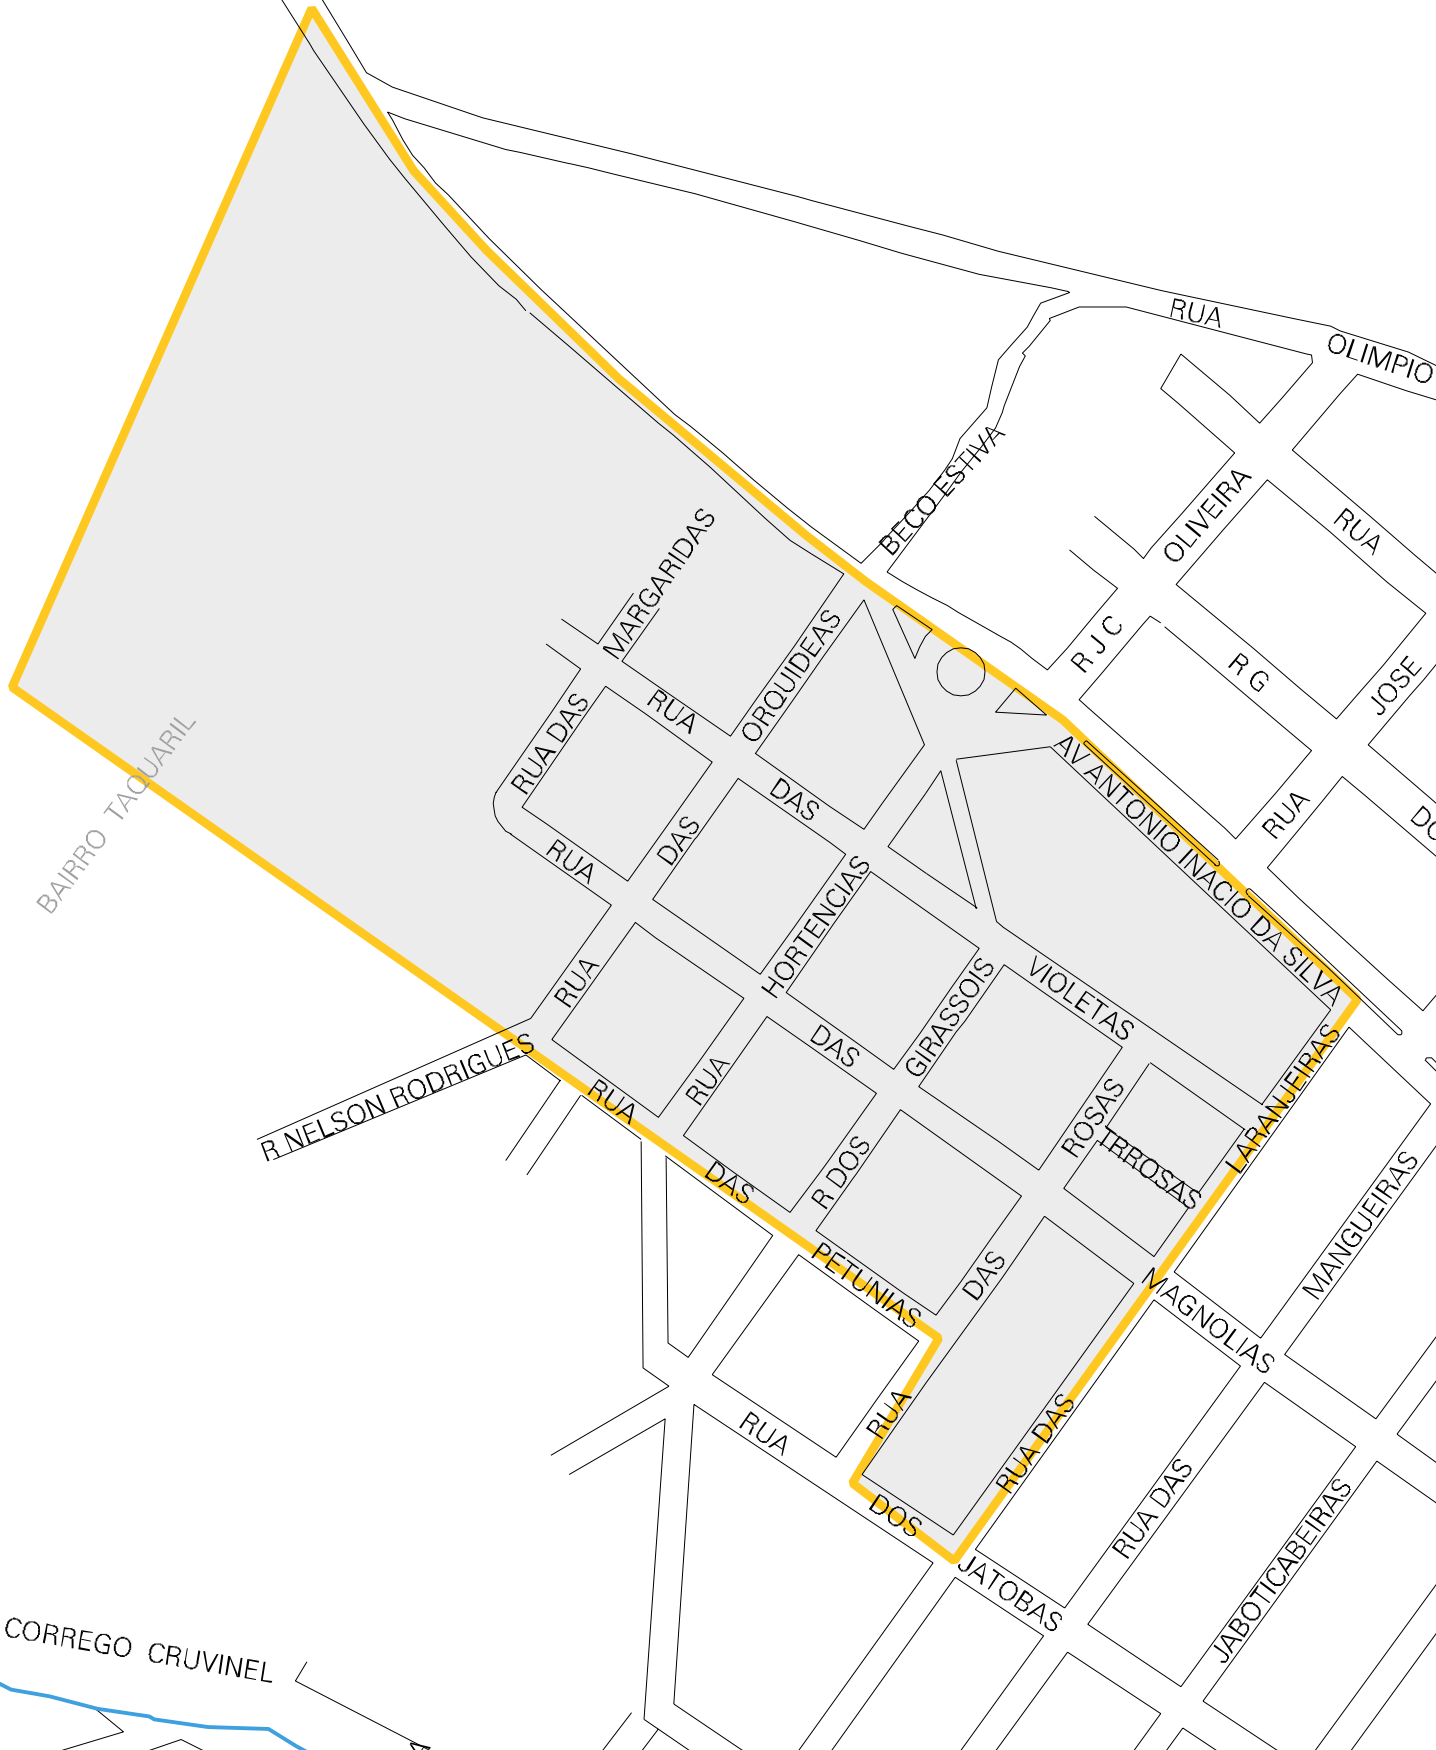 RUA
OLIMPIO
BECO ESTIVA
OLIVEIRA
RUA
MARGARIDAS
ORQUIDEAS
R J C
R G
JOSE
RUA DAS
RUA
BAIRRO TAQUARIL
AV ANTONIO INACIO DA SILVA
DAS
RUA
RUA
DAS
HORTENCIAS
RUA
GIRASSOIS
VIOLETAS
R NELSON RODRIGUES
DAS
RUA
RUA
ROSAS
LARANJEIRAS
TRROSAS
DAS
R DOS
MANGUEIRAS
PETUNIAS
DAS
MAGNOLIAS
RUA
RUA
RUA DAS
DOS
RUA DAS
JABOTICABEIRAS
JATOBAS
CORREGO CRUVINEL